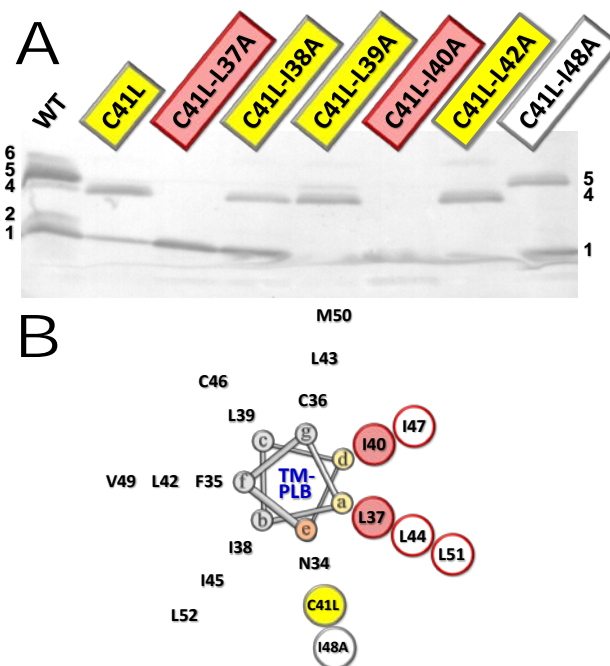 A
WT
C41L
C41L-L37A
C41L-I38A
C41L-L39A
C41L-I40A
C41L-L42A
C41L-I48A
6
5
4
2
1
5
4
1
B
M50
L43
C46
C36
L39
I40
I47
g
c
d
V49
L42
F35
f
TM-
PLB
a
b
e
L37
L44
L51
I38
N34
I45
C41L
L52
I48A